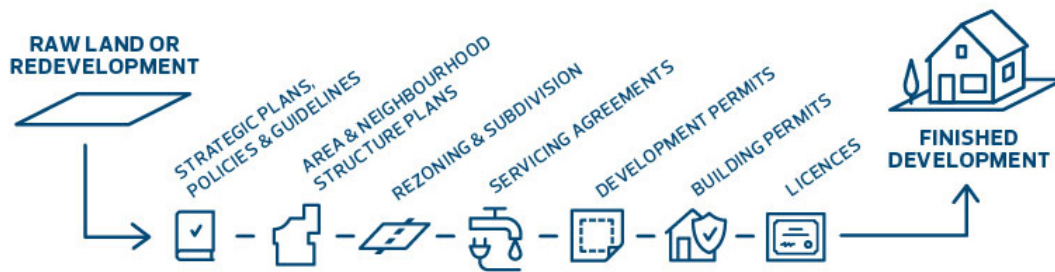 RAW LAND OR
REDEVELOPMENT
STRATEGIC PLANS,
POLICIES & GUIDELINES
AREA & NEIGHBOURHOOD
STRUCTURE PLANS
REZONING & SUBDIVISION
SERVICING AGREEMENTS
DEVELOPMENT PERMITS
BUILDING PERMITS
LICENCES
FINISHED
DEVELOPMENT